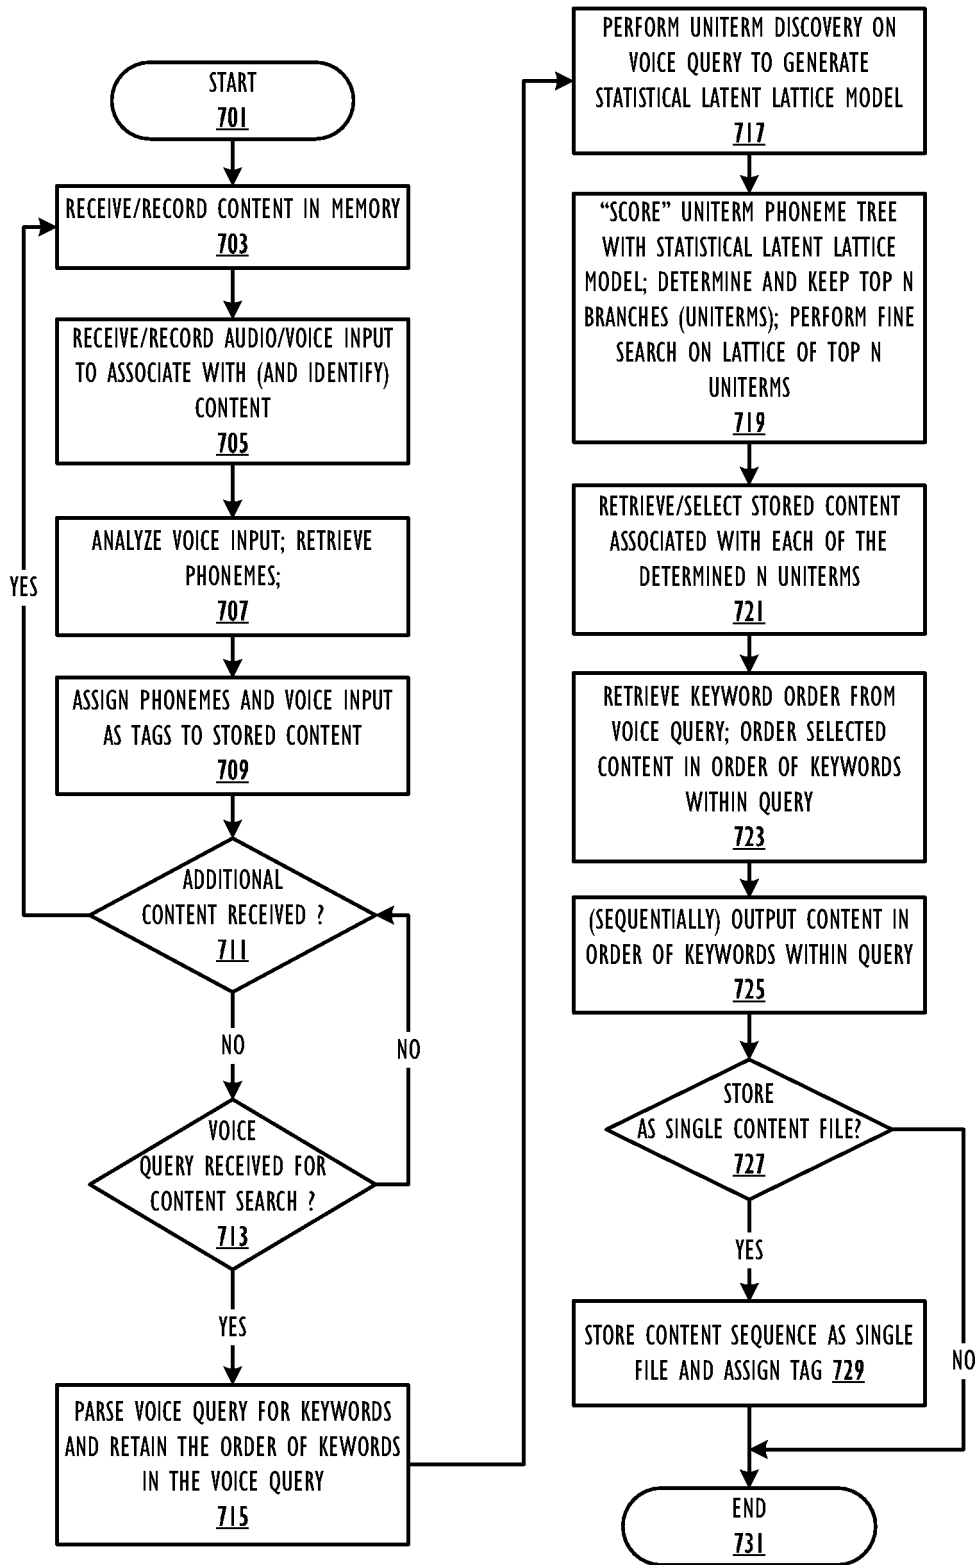 START
701
RECEIVE/RECORD CONTENT IN MEMORY
703
RECEIVE/RECORD AUDIO/VOICE INPUT
TO ASSOCIATE WITH (AND IDENTIFY)
CONTENT
705
ANALYZE VOICE INPUT; RETRIEVE
PHONEMES;
707
ASSIGN PHONEMES AND VOICE INPUT
AS TAGS TO STORED CONTENT
709
ADDITIONAL
CONTENT RECEIVED ?
711
YES
NO
NO
VOICE
QUERY RECEIVED FOR
CONTENT SEARCH ?
713
YES
PARSE VOICE QUERY FOR KEYWORDS
AND RETAIN THE ORDER OF KEWORDS
IN THE VOICE QUERY
715
PERFORM UNITERM DISCOVERY ON
VOICE QUERY TO GENERATE
STATISTICAL LATENT LATTICE MODEL
717
“SCORE” UNITERM PHONEME TREE
WITH STATISTICAL LATENT LATTICE
MODEL; DETERMINE AND KEEP TOP N
BRANCHES (UNITERMS); PERFORM FINE
SEARCH ON LATTICE OF TOP N
UNITERMS
719
RETRIEVE/SELECT STORED CONTENT
ASSOCIATED WITH EACH OF THE
DETERMINED N UNITERMS
721
RETRIEVE KEYWORD ORDER FROM
VOICE QUERY; ORDER SELECTED
CONTENT IN ORDER OF KEYWORDS
WITHIN QUERY
723
(SEQUENTIALLY) OUTPUT CONTENT IN
ORDER OF KEYWORDS WITHIN QUERY
725
STORE
AS SINGLE CONTENT FILE?
727
YES
NO
STORE CONTENT SEQUENCE AS SINGLE
FILE AND ASSIGN TAG 729
END
731